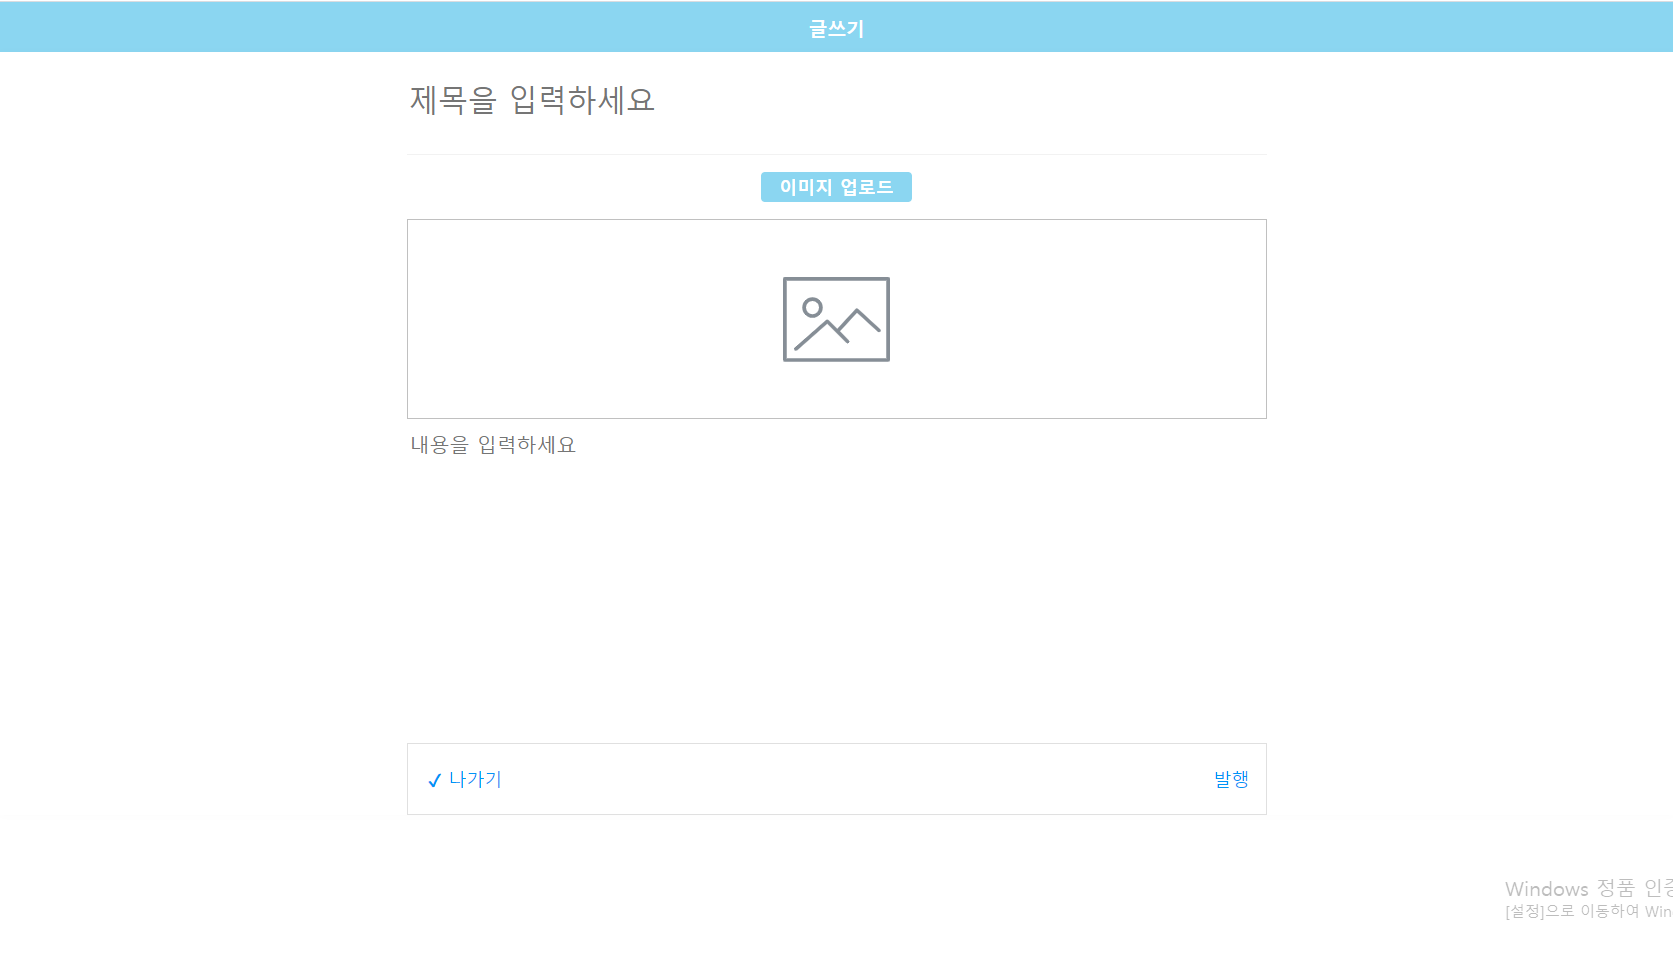 글쓰기
제목을 입력하세요
이미지 업로드
내용을 입력하세요
✓ 나가기
발행
Windows 정품 인증
[설정]으로 이동하여 Win